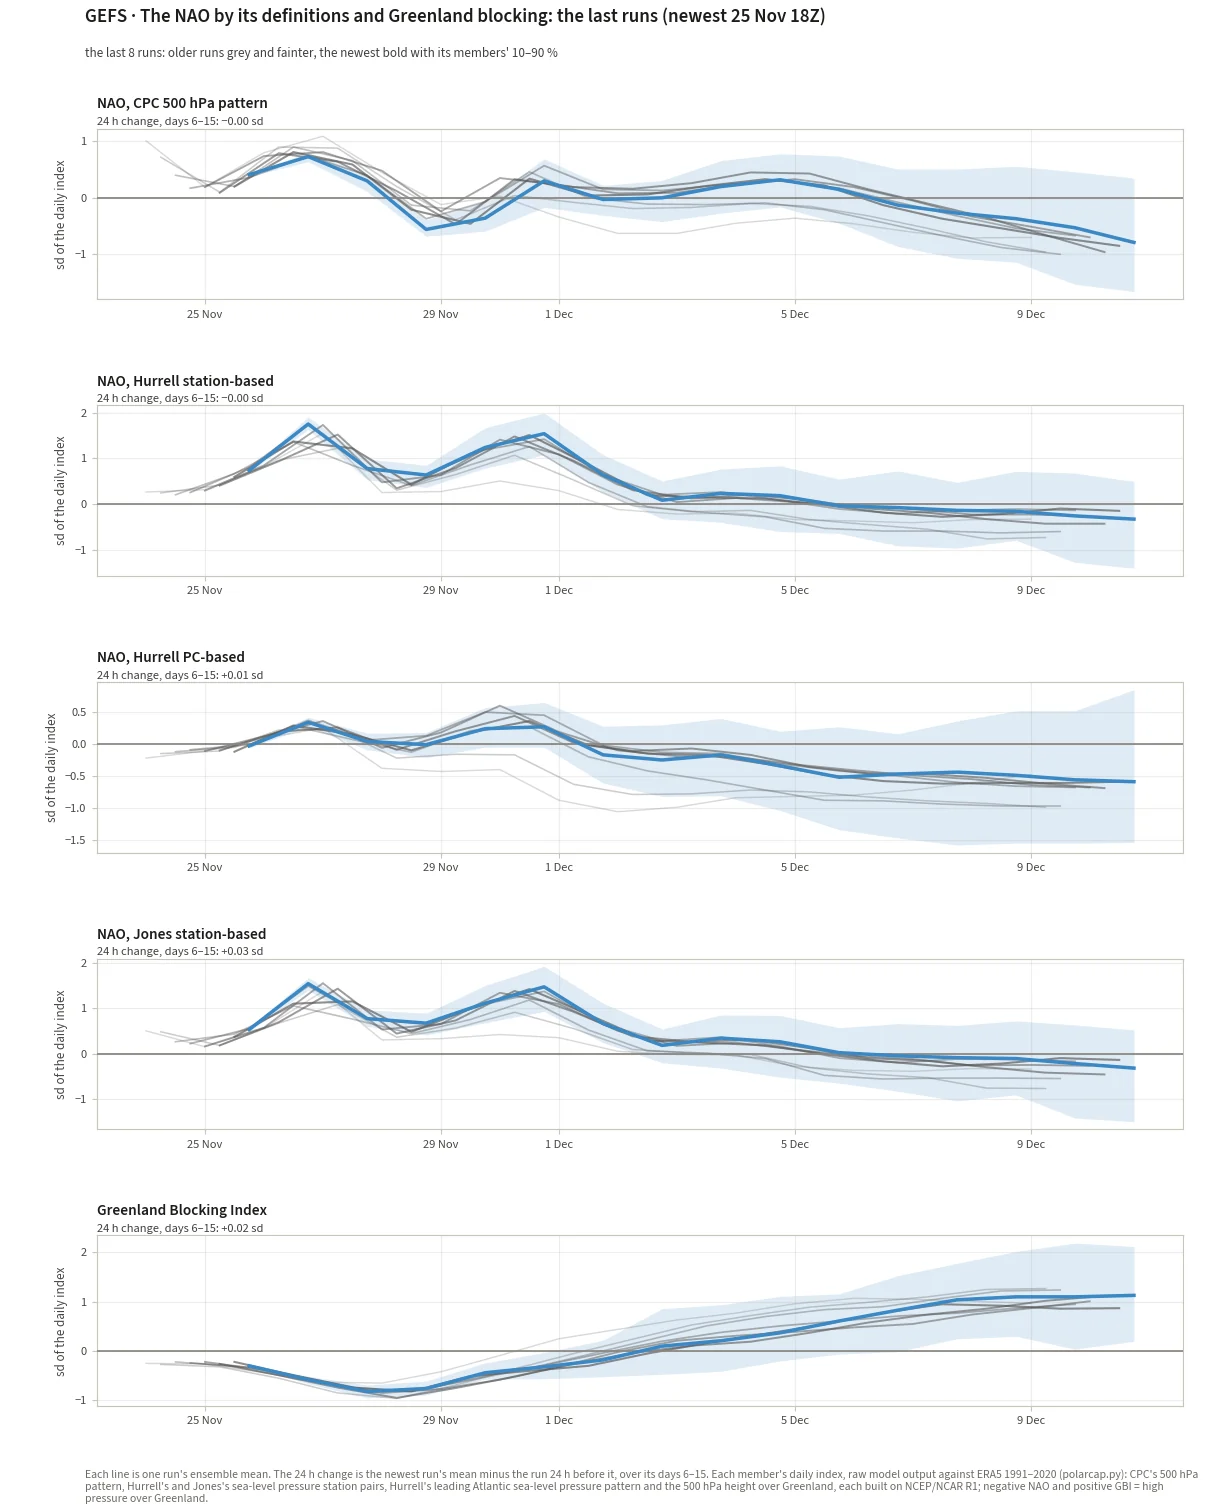 GEFS · The NAO by its definitions and Greenland blocking: the last runs (newest 25 Nov 18Z)
the last 8 runs: older runs grey and fainter, the newest bold with its members' 10–90 %
NAO, CPC 500 hPa pattern
24 h change, days 6–15: −0.00 sd
sd of the daily index
1
0
−1
25 Nov
29 Nov
1 Dec
5 Dec
9 Dec
NAO, Hurrell station-based
24 h change, days 6–15: −0.00 sd
sd of the daily index
2
1
0
−1
25 Nov
29 Nov
1 Dec
5 Dec
9 Dec
NAO, Hurrell PC-based
24 h change, days 6–15: +0.01 sd
sd of the daily index
0.5
0.0
−0.5
−1.0
−1.5
25 Nov
29 Nov
1 Dec
5 Dec
9 Dec
NAO, Jones station-based
24 h change, days 6–15: +0.03 sd
sd of the daily index
2
1
0
−1
25 Nov
29 Nov
1 Dec
5 Dec
9 Dec
Greenland Blocking Index
24 h change, days 6–15: +0.02 sd
sd of the daily index
2
1
0
−1
25 Nov
29 Nov
1 Dec
5 Dec
9 Dec
Each line is one run's ensemble mean. The 24 h change is the newest run's mean minus the run 24 h before it, over its days 6–15. Each member's daily index, raw model output against ERA5 1991–2020 (polarcap.py): CPC's 500 hPa
pattern, Hurrell's and Jones's sea-level pressure station pairs, Hurrell's leading Atlantic sea-level pressure pattern and the 500 hPa height over Greenland, each built on NCEP/NCAR R1; negative NAO and positive GBI = high
pressure over Greenland.